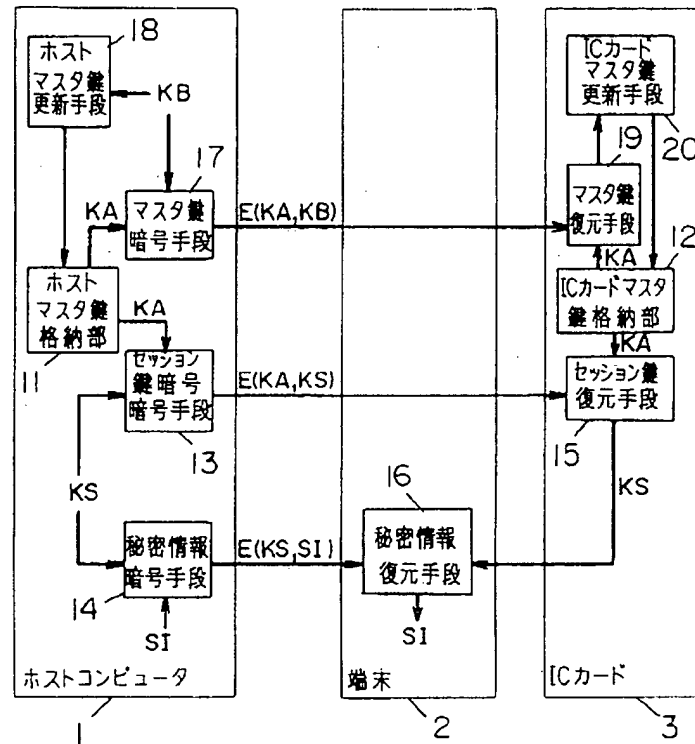 18
ホスト
マスタ鍵
更新手段
KB
17
KA
マスタ鍵
暗号手段
E(KA,KB)
ホスト
マスタ鍵
格納部
11
KA
セッション
鍵暗号
暗号手段
13
E(KA,KS)
KS
秘密情報
暗号手段
14
SI
E(KS,SI)
ホストコンピュータ
1
16
秘密情報
復元手段
SI
端末
2
ICカード
マスタ鍵
更新手段
20
19
マスタ鍵
復元手段
KA
12
ICカードマスタ
鍵格納部
KA
セッション鍵
復元手段
15
KS
ICカード
3